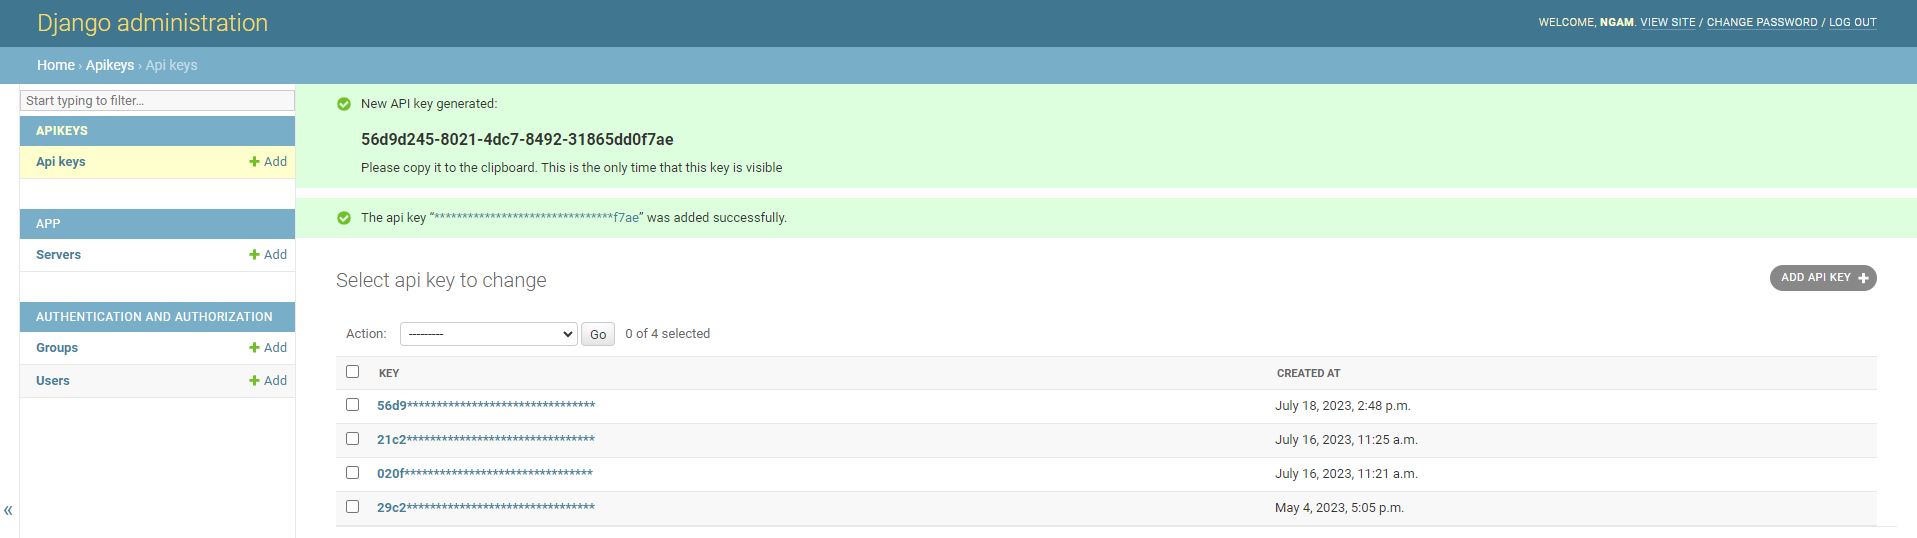 Django administration
WELCOME, NGAM. VIEW SITE / CHANGE PASSWORD / LOG OUT
Home › Apikeys › Api keys
Start typing to filter...
APIKEYS
Api keys + Add
APP
Servers + Add
AUTHENTICATION AND AUTHORIZATION
Groups + Add
Users + Add
«
New API key generated:
56d9d245-8021-4dc7-8492-31865dd0f7ae
Please copy it to the clipboard. This is the only time that this key is visible
The api key “********************************f7ae” was added successfully.
Select api key to change
ADD API KEY +
Action: --------- Go 0 of 4 selected
KEY CREATED AT
56d9******************************** July 18, 2023, 2:48 p.m.
21c2******************************** July 16, 2023, 11:25 a.m.
020f******************************** July 16, 2023, 11:21 a.m.
29c2******************************** May 4, 2023, 5:05 p.m.